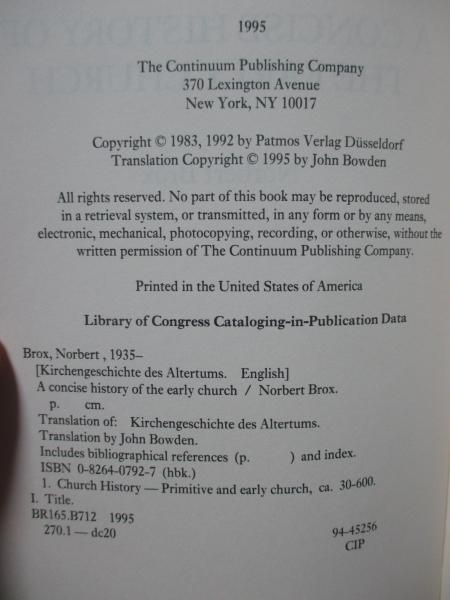 1995
The Continuum Publishing Company
370 Lexington Avenue
New York, NY 10017
Copyright © 1983, 1992 by Patmos Verlag Düsseldorf
Translation Copyright © 1995 by John Bowden
All rights reserved. No part of this book may be reproduced, stored
in a retrieval system, or transmitted, in any form or by any means,
electronic, mechanical, photocopying, recording, or otherwise, without the
written permission of The Continuum Publishing Company.
Printed in the United States of America
Library of Congress Cataloging-in-Publication Data
Brox, Norbert , 1935–
[Kirchengeschichte des Altertums. English]
A concise history of the early church / Norbert Brox.
p. cm.
Translation of: Kirchengeschichte des Altertums.
Translation by John Bowden.
Includes bibliographical references (p. ) and index.
ISBN 0-8264-0792-7 (hbk.)
1. Church History — Primitive and early church, ca. 30-600.
I. Title.
BR165.B712 1995
270.1 — dc20
94-45256
CIP